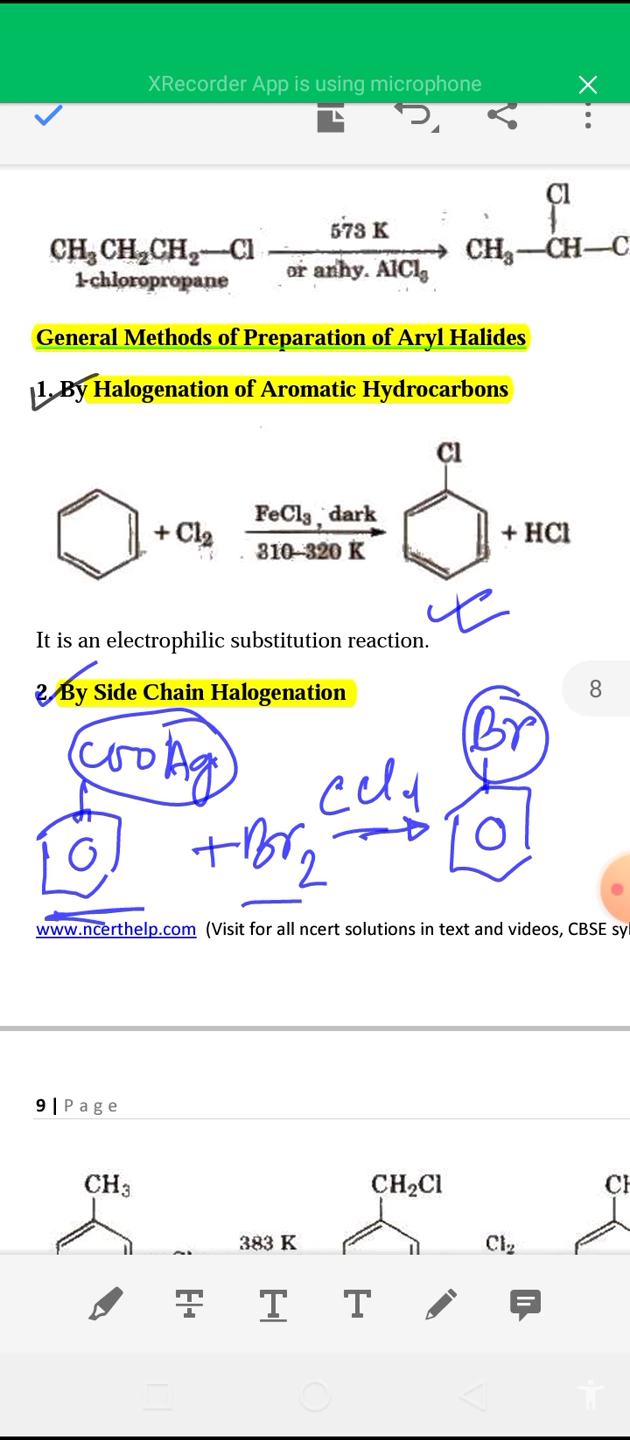 XRecorder App is using microphone
Cl
573 K
CH₃ CH₂CH₂—Cl
CH₃—CH—C
or anhy. AlCl₃
1-chloropropane
General Methods of Preparation of Aryl Halides
1. By Halogenation of Aromatic Hydrocarbons
Cl
+ Cl₂ FeCl₃, dark + HCl
310–320 K
It is an electrophilic substitution reaction.
2. By Side Chain Halogenation
8
COOAg
Br
CCl4
+Br2
www.ncerthelp.com (Visit for all ncert solutions in text and videos, CBSE syl
9 | Page
CH₃ CH₂Cl
383 K Cl₂
T T T